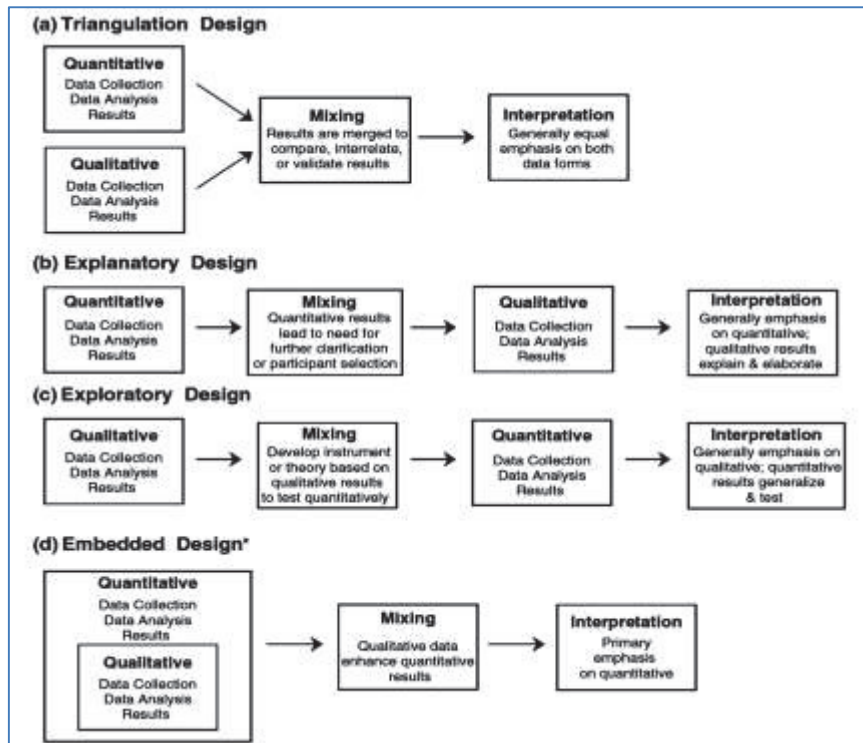 (a) Triangulation Design
Quantitative
Data Collection
Data Analysis
Results
Qualitative
Data Collection
Data Analysis
Results
Mixing
Results are merged to
compare, interrelate,
or validate results
Interpretation
Generally equal
emphasis on both
data forms
(b) Explanatory Design
Quantitative
Data Collection
Data Analysis
Results
Mixing
Quantitative results
lead to need for
further clarification
or participant selection
Qualitative
Data Collection
Data Analysis
Results
Interpretation
Generally emphasis
on quantitative;
qualitative results
explain & elaborate
(c) Exploratory Design
Qualitative
Data Collection
Data Analysis
Results
Mixing
Develop instrument
or theory based on
qualitative results
to test quantitatively
Quantitative
Data Collection
Data Analysis
Results
Interpretation
Generally emphasis on
qualitative; quantitative
results generalize
& test
(d) Embedded Design*
Quantitative
Data Collection
Data Analysis
Results
Qualitative
Data Collection
Data Analysis
Results
Mixing
Qualitative data
enhance quantitative
results
Interpretation
Primary
emphasis
on quantitative